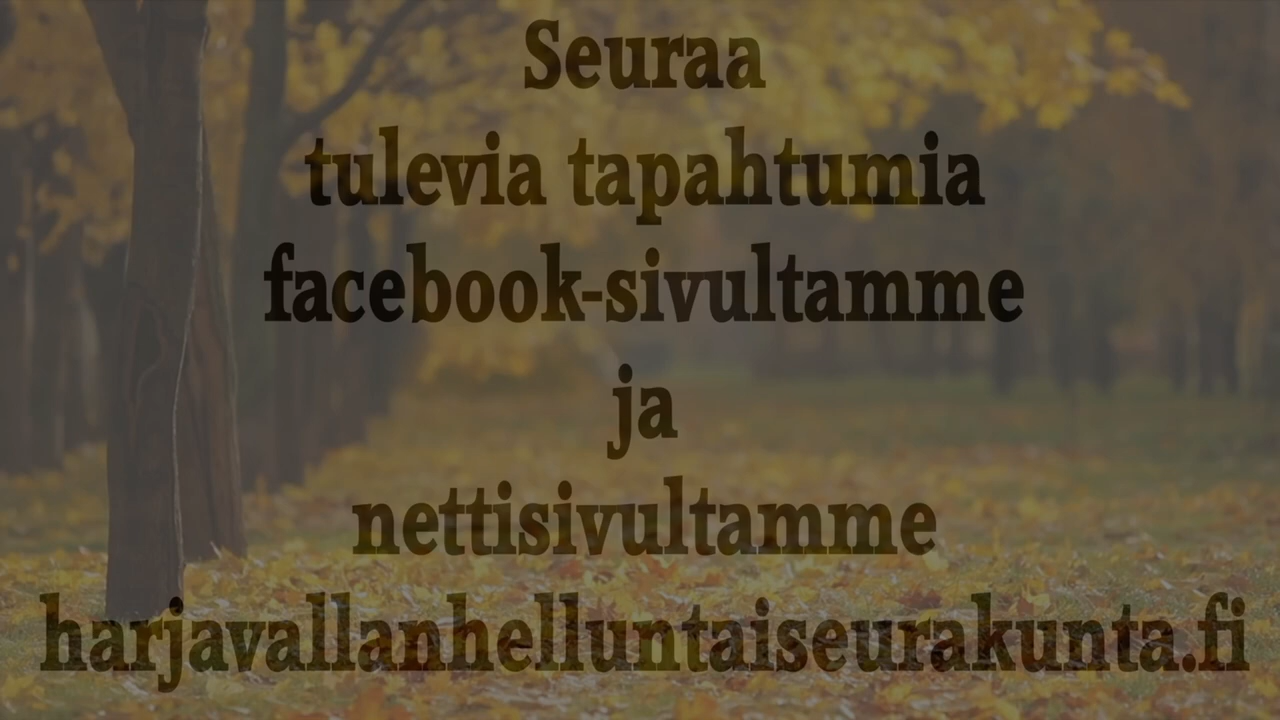 Seuraa
tulevia tapahtumia
facebook-sivultamme
ja
nettisivultamme
harjavallanhelluntaiseurakunta.fi